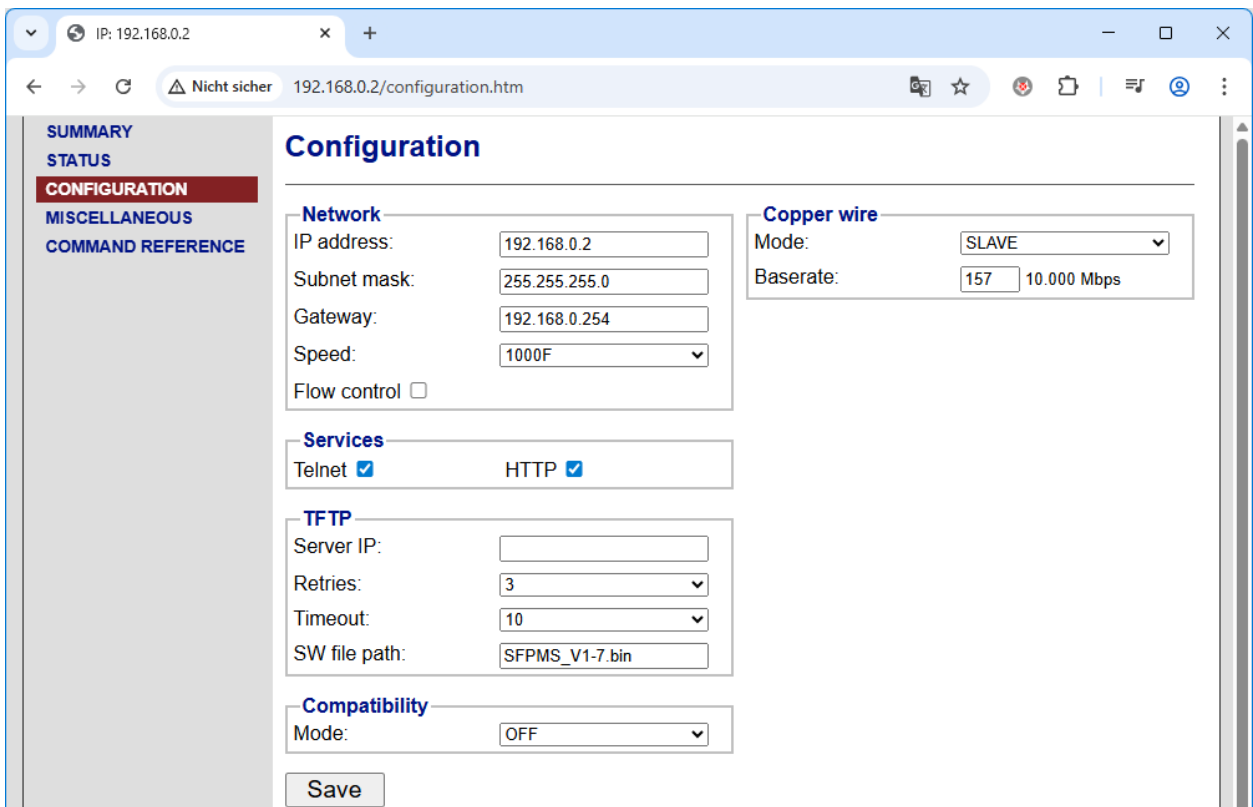 IP: 192.168.0.2
Nicht sicher 192.168.0.2/configuration.htm
SUMMARY
STATUS
CONFIGURATION
MISCELLANEOUS
COMMAND REFERENCE
Configuration
Network
IP address: 192.168.0.2
Subnet mask: 255.255.255.0
Gateway: 192.168.0.254
Speed: 1000F
Flow control
Services
Telnet HTTP
TFTP
Server IP:
Retries: 3
Timeout: 10
SW file path: SFPMS_V1-7.bin
Compatibility
Mode: OFF
Save
Copper wire
Mode: SLAVE
Baserate: 157 10.000 Mbps